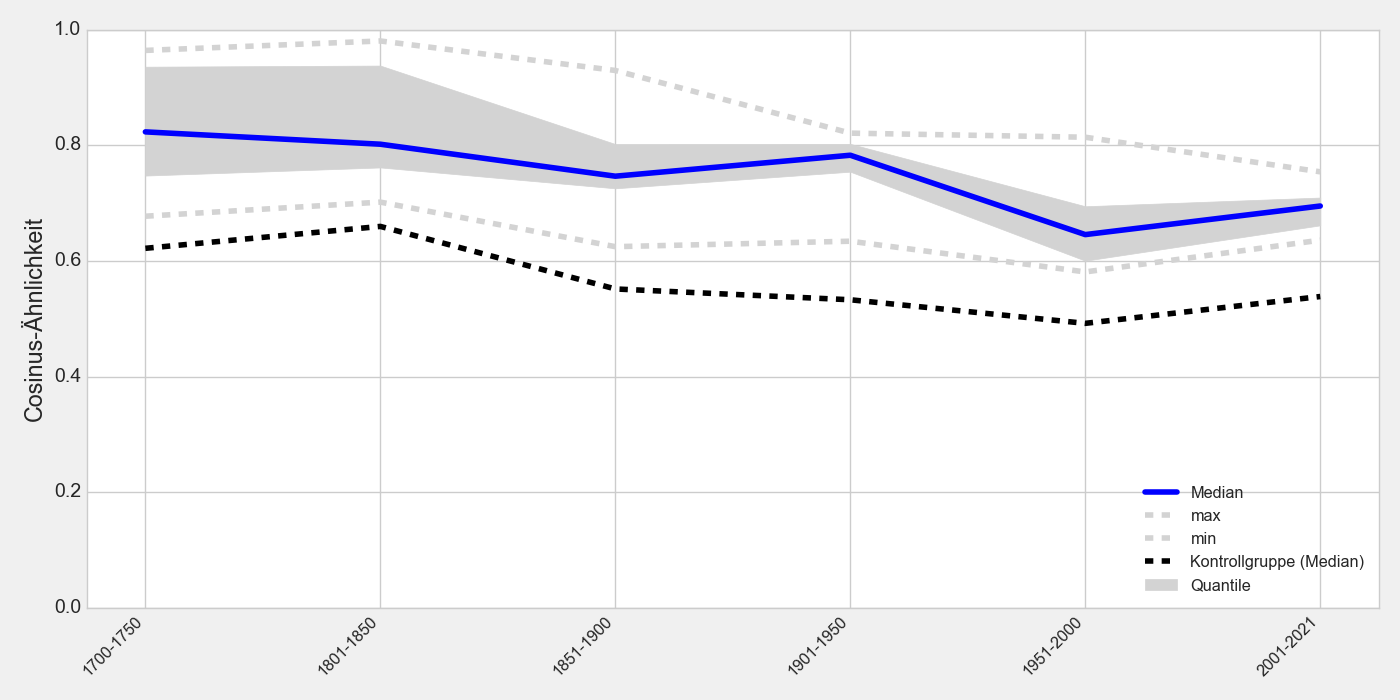 1.0
0.8
0.6
0.4
0.2
0.0
Cosinus-Ähnlichkeit
1700-1750
1801-1850
1851-1900
1901-1950
1951-2000
2001-2021
Median
max
min
Kontrollgruppe (Median)
Quantile